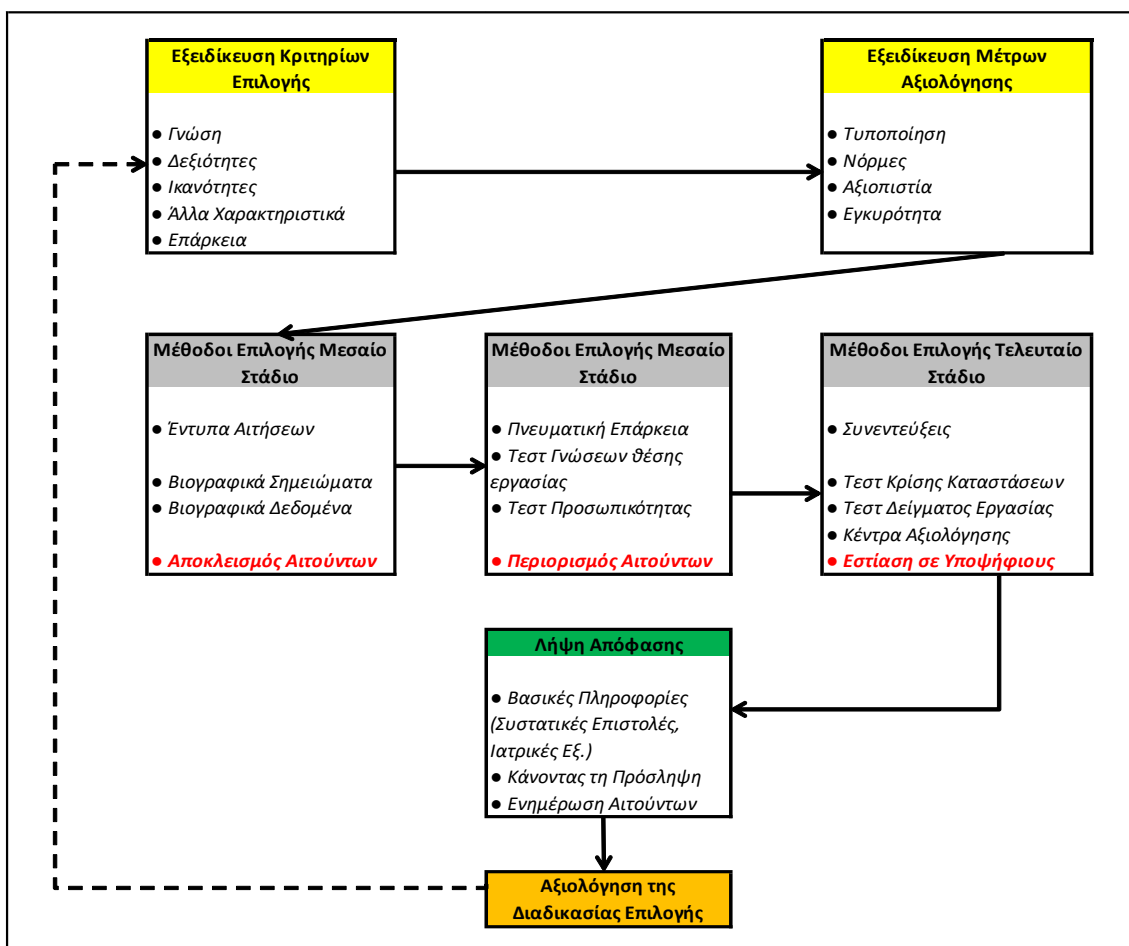 Εξειδίκευση Κριτηρίων
Επιλογής
● Γνώση
● Δεξιότητες
● Ικανότητες
● Άλλα Χαρακτηριστικά
● Επάρκεια
Εξειδίκευση Μέτρων
Αξιολόγησης
● Τυποποίηση
● Νόρμες
● Αξιοπιστία
● Εγκυρότητα
Μέθοδοι Επιλογής Μεσαίο
Στάδιο
● Έντυπα Αιτήσεων
● Βιογραφικά Σημειώματα
● Βιογραφικά Δεδομένα
● Αποκλεισμός Αιτούντων
Μέθοδοι Επιλογής Μεσαίο
Στάδιο
● Πνευματική Επάρκεια
● Τεστ Γνώσεων θέσης
εργασίας
● Τεστ Προσωπικότητας
● Περιορισμός Αιτούντων
Μέθοδοι Επιλογής Τελευταίο
Στάδιο
● Συνεντεύξεις
● Τεστ Κρίσης Καταστάσεων
● Τεστ Δείγματος Εργασίας
● Κέντρα Αξιολόγησης
● Εστίαση σε Υποψήφιους
Λήψη Απόφασης
● Βασικές Πληροφορίες
(Συστατικές Επιστολές,
Ιατρικές Εξ.)
● Κάνοντας τη Πρόσληψη
● Ενημέρωση Αιτούντων
Αξιολόγηση της
Διαδικασίας Επιλογής